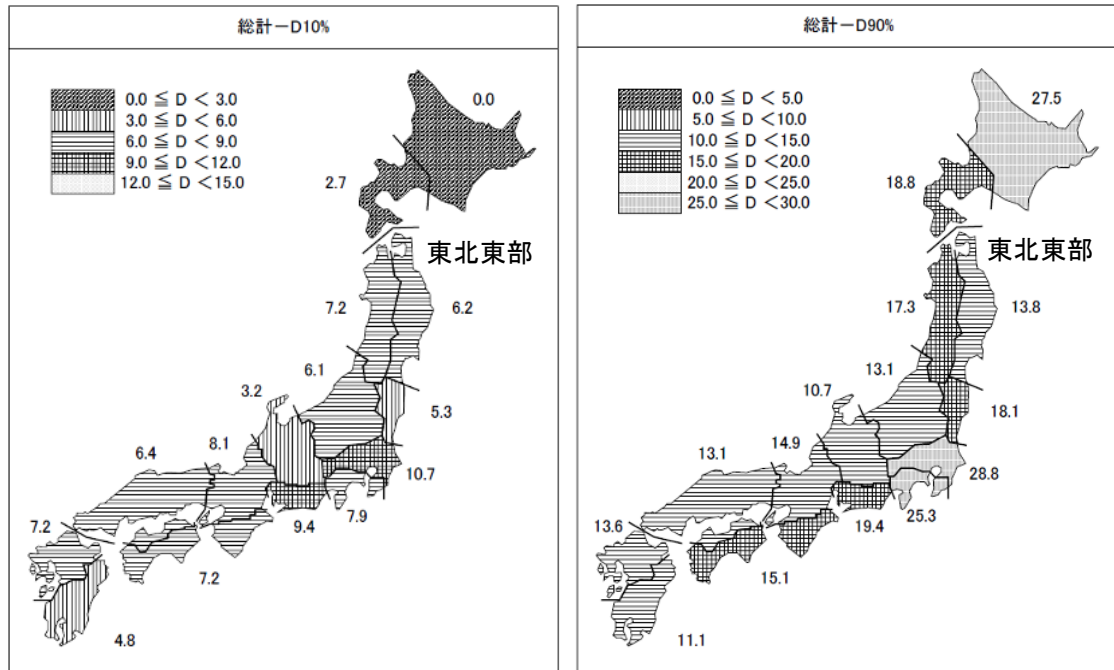 総計－D10%
0.0 ≦ D < 3.0
3.0 ≦ D < 6.0
6.0 ≦ D < 9.0
9.0 ≦ D <12.0
12.0 ≦ D <15.0
0.0
2.7
東北東部
7.2
6.2
6.1
3.2
5.3
8.1
6.4
10.7
7.9
9.4
7.2
7.2
4.8
総計－D90%
0.0 ≦ D < 5.0
5.0 ≦ D <10.0
10.0 ≦ D <15.0
15.0 ≦ D <20.0
20.0 ≦ D <25.0
25.0 ≦ D <30.0
27.5
18.8
東北東部
17.3
13.8
13.1
10.7
18.1
14.9
13.1
28.8
25.3
19.4
13.6
15.1
11.1